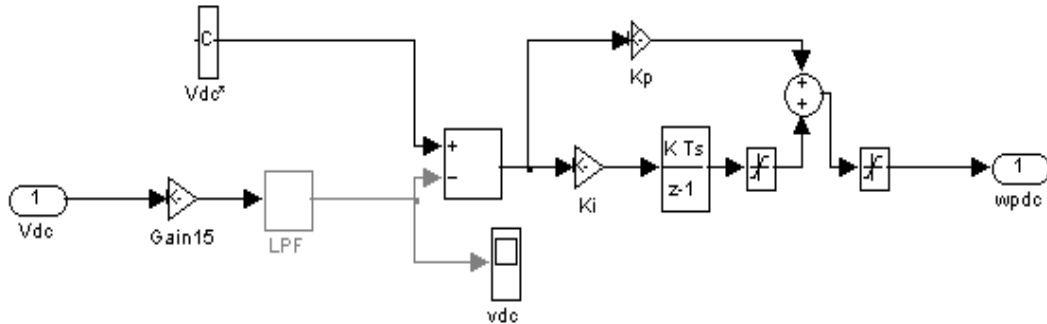 C
Vdc*
Kp
+
+
+
−
K Ts
z-1
Ki
1
Vdc
Gain15
LPF
vdc
1
wpdc